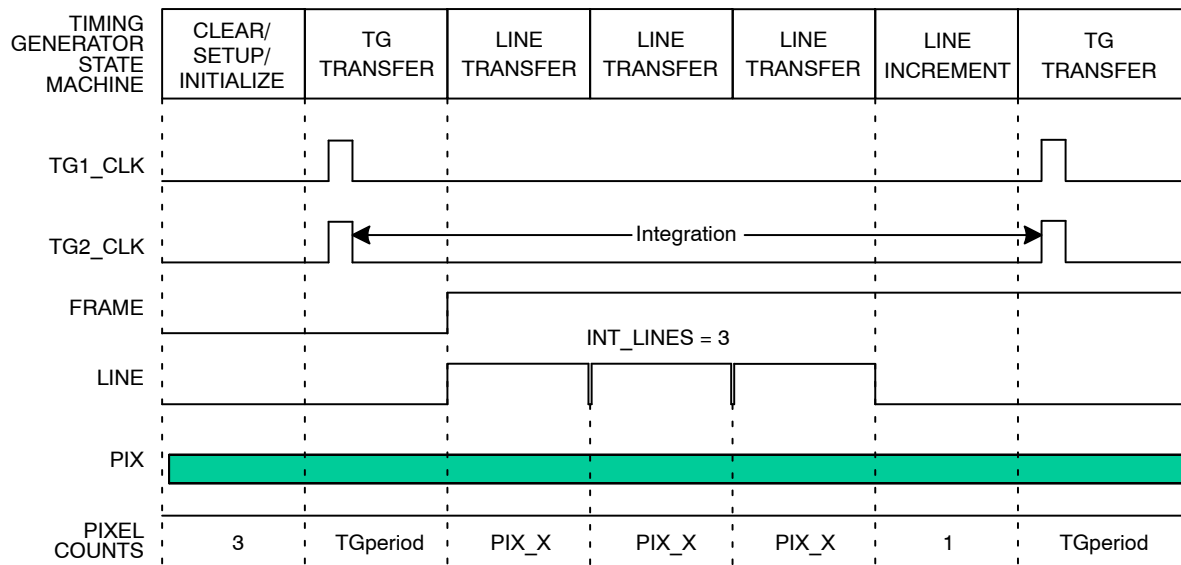 TIMING
GENERATOR
STATE
MACHINE
CLEAR/
SETUP/
INITIALIZE
TG
TRANSFER
LINE
TRANSFER
LINE
TRANSFER
LINE
TRANSFER
LINE
INCREMENT
TG
TRANSFER
TG1_CLK
TG2_CLK
Integration
FRAME
INT_LINES = 3
LINE
PIX
PIXEL
COUNTS
3
TGperiod
PIX_X
PIX_X
PIX_X
1
TGperiod